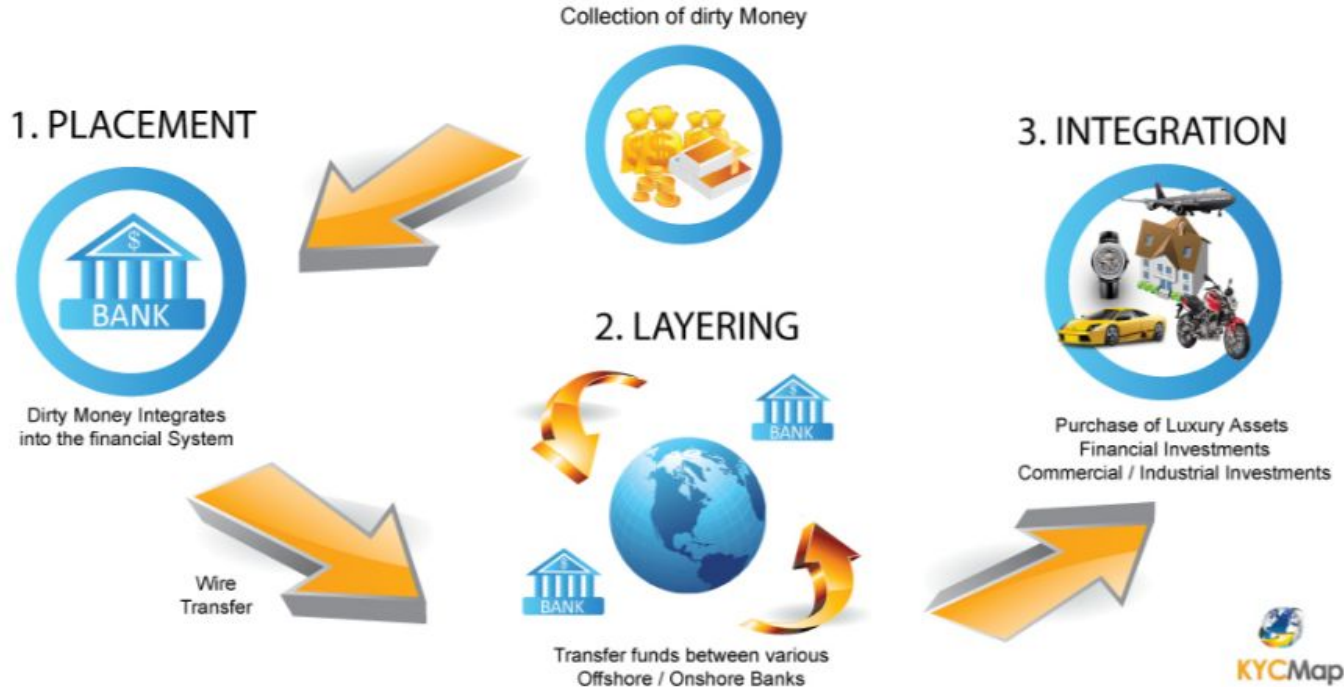 Collection of dirty Money
1. PLACEMENT
$
BANK
Dirty Money Integrates
into the financial System
Wire
Transfer
2. LAYERING
$
BANK
$
BANK
Transfer funds between various
Offshore / Onshore Banks
3. INTEGRATION
Purchase of Luxury Assets
Financial Investments
Commercial / Industrial Investments
KYCMap